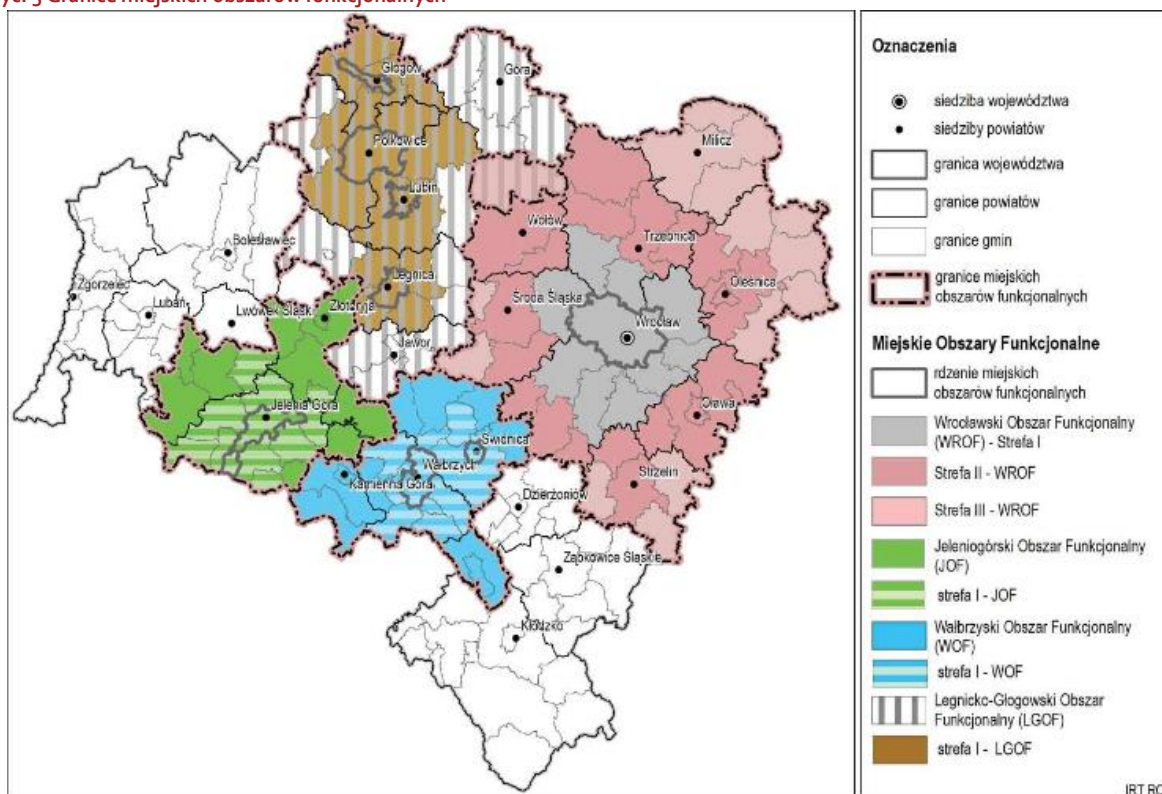 Granice miejskich obszarów funkcjonalnych
Głogów
Góra
Polkowice
Milicz
Lubin
Wołów
Trzebnica
Bolesławiec
Legnica
Oleśnica
Zgorzelec
Lubań
Lwówek Śląski
Złotoryja
Środa Śląska
Wrocław
Jawor
Jelenia Góra
Oława
Świdnica
Wałbrzych
Kamienna Góra
Strzelin
Dzierżoniów
Ząbkowice Śląskie
Kłodzko
Oznaczenia
siedziba województwa
siedziby powiatów
granica województwa
granice powiatów
granice gmin
granice miejskich
obszarów funkcjonalnych
Miejskie Obszary Funkcjonalne
rdzenie miejskich
obszarów funkcjonalnych
Wrocławski Obszar Funkcjonalny
(WROF) - Strefa I
Strefa II - WROF
Strefa III - WROF
Jeleniogórski Obszar Funkcjonalny
(JOF)
strefa I - JOF
Wałbrzyski Obszar Funkcjonalny
(WOF)
strefa I - WOF
Legnicko-Głogowski Obszar
Funkcjonalny (LGOF)
strefa I - LGOF
IRT